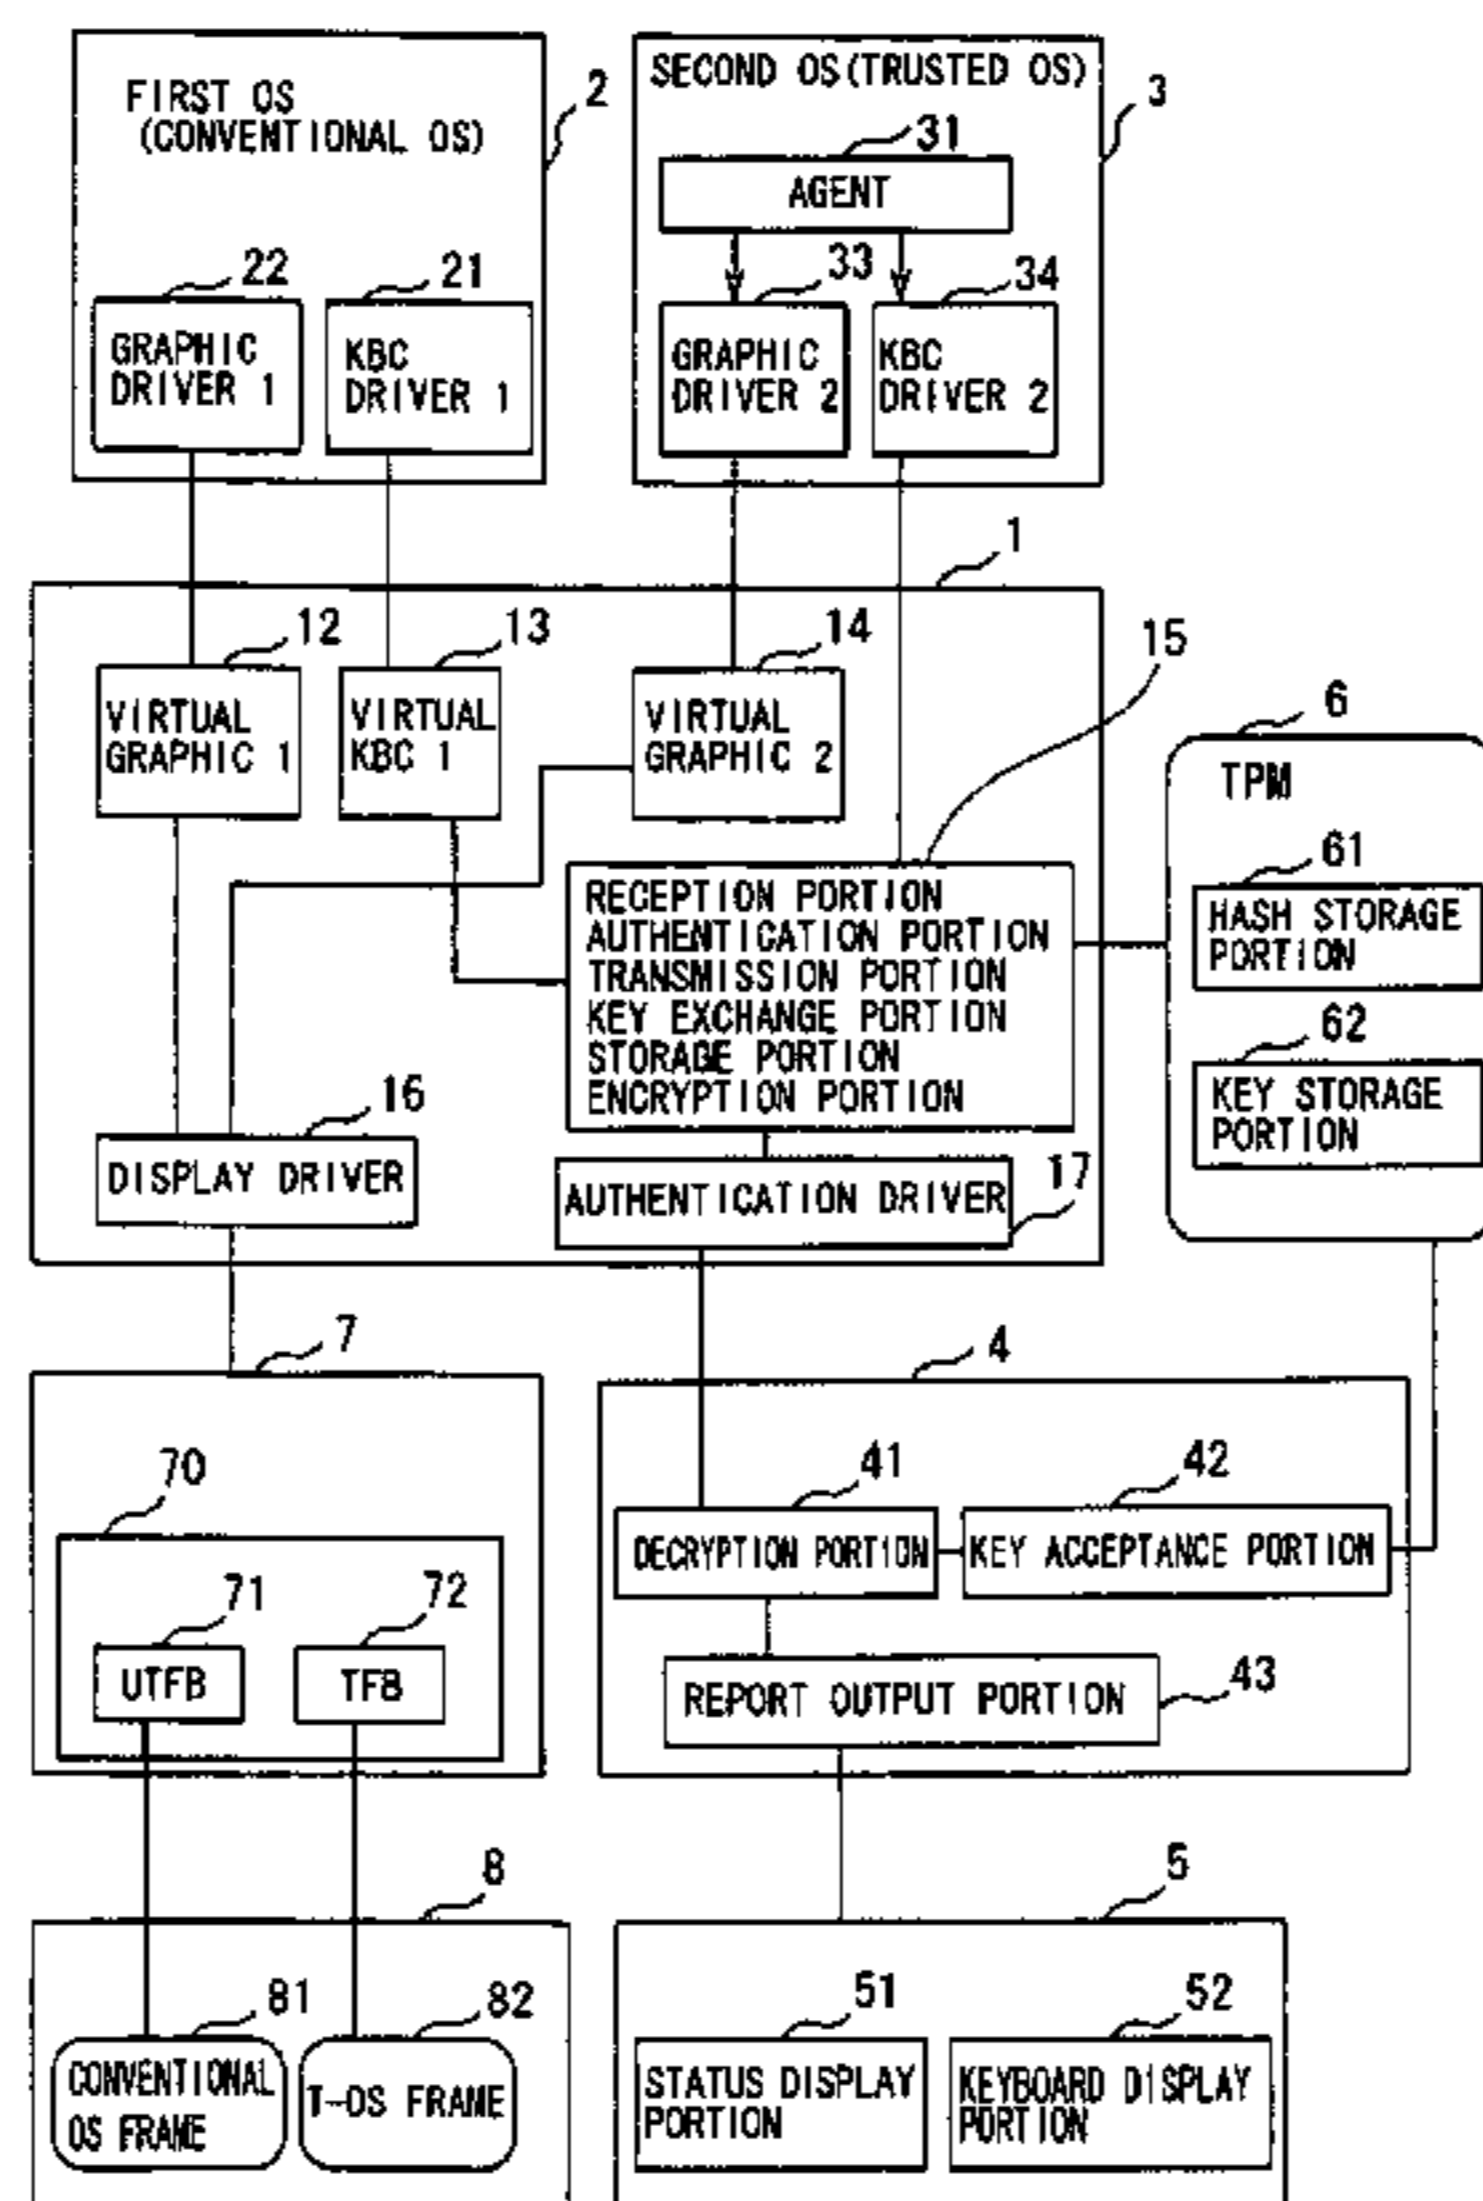 FIRST OS
(CONVENTIONAL OS)
2
22
GRAPHIC
DRIVER 1
21
KBC
DRIVER 1
SECOND OS(TRUSTED OS)
3
31
AGENT
33
GRAPHIC
DRIVER 2
34
KBC
DRIVER 2
1
12
VIRTUAL
GRAPHIC 1
13
VIRTUAL
KBC 1
14
VIRTUAL
GRAPHIC 2
15
RECEPTION PORTION
AUTHENTICATION PORTION
TRANSMISSION PORTION
KEY EXCHANGE PORTION
STORAGE PORTION
ENCRYPTION PORTION
16
DISPLAY DRIVER
AUTHENTICATION DRIVER
17
6
TPM
61
HASH STORAGE
PORTION
62
KEY STORAGE
PORTION
7
70
71
UTFB
72
TFB
4
41
DECRYPTION PORTION
42
KEY ACCEPTANCE PORTION
REPORT OUTPUT PORTION
43
8
81
CONVENTIONAL
OS FRAME
82
T-OS FRAME
5
51
STATUS DISPLAY
PORTION
52
KEYBOARD DISPLAY
PORTION